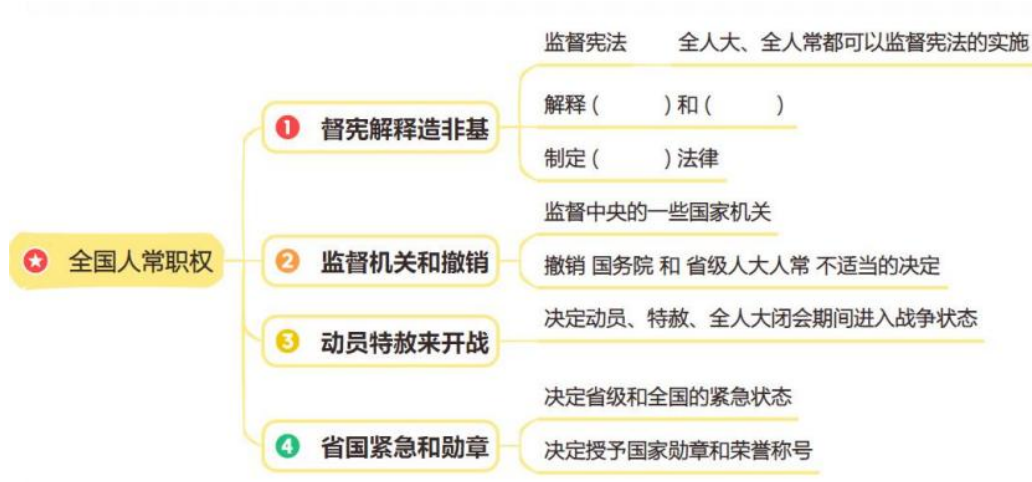 全国人常职权
1 督宪解释造非基
监督宪法 全人大、全人常都可以监督宪法的实施
解释 ( ) 和 ( )
制定 ( ) 法律
2 监督机关和撤销
监督中央的一些国家机关
撤销 国务院 和 省级人大人常 不适当的决定
3 动员特赦来开战
决定动员、特赦、全人大闭会期间进入战争状态
4 省国紧急和勋章
决定省级和全国的紧急状态
决定授予国家勋章和荣誉称号